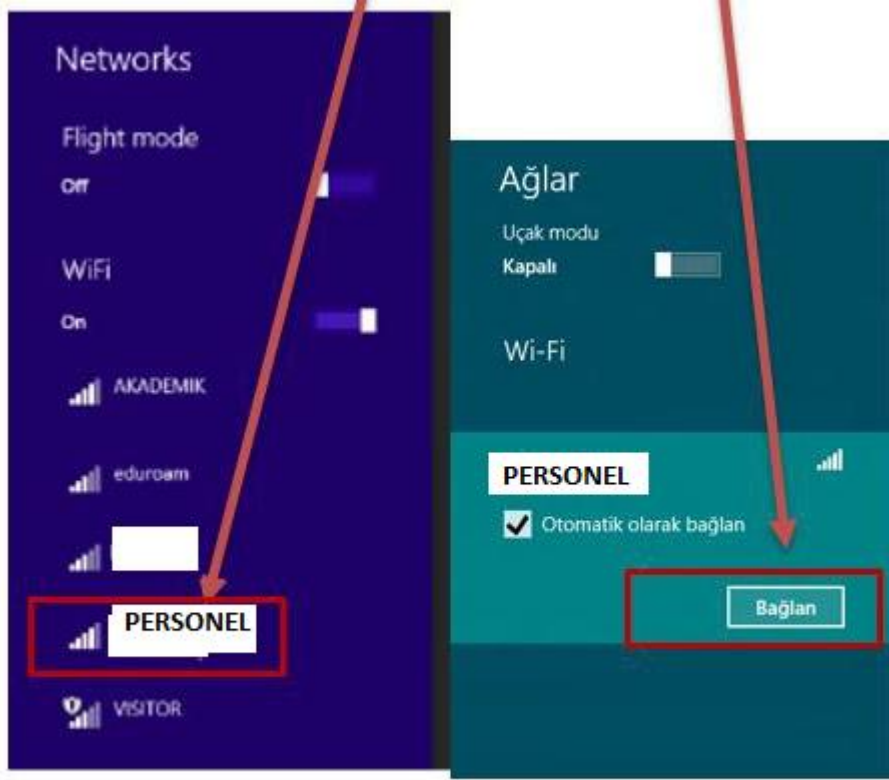 Networks
Flight mode
Off
WiFi
On
AKADEMIK
eduroam
PERSONEL
VISITOR
Ağlar
Uçak modu
Kapalı
Wi-Fi
PERSONEL
Otomatik olarak bağlan
Bağlan